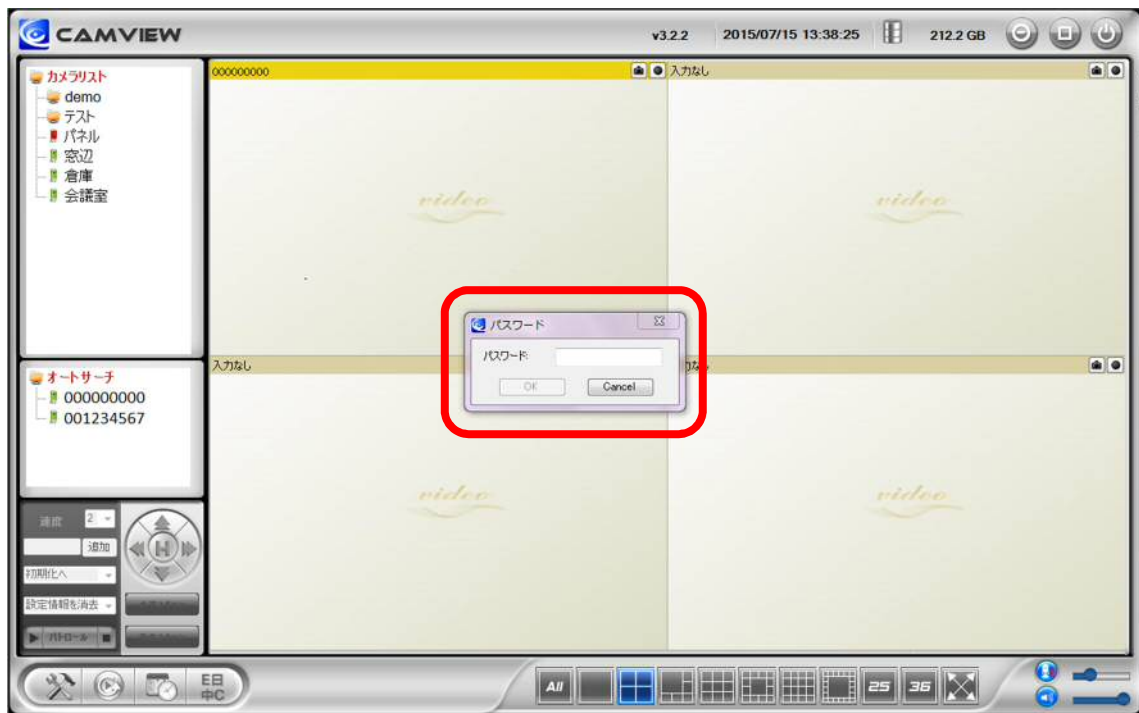 CAMVIEW
v3.2.2 2015/07/15 13:38:25 212.2 GB
カメラリスト
demo
テスト
パネル
窓辺
倉庫
会議室
000000000
入力なし
video
video
パスワード
パスワード:
OK Cancel
入力なし
video
video
オートサーチ
000000000
001234567
速度 2
追加
H
初期化へ
設定情報を消去
パトロール
E日
中C
All
25
36